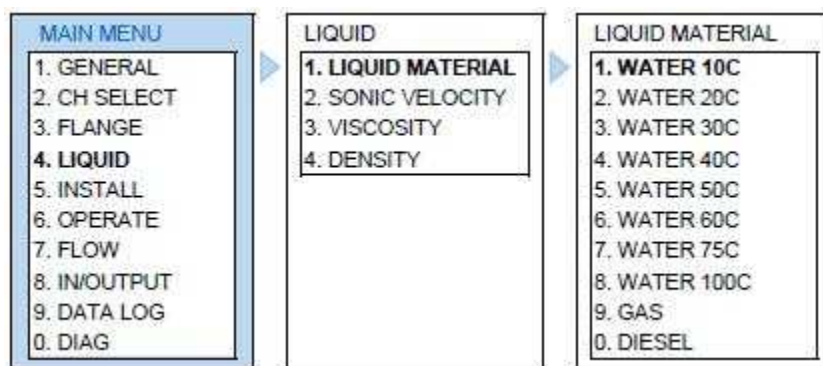 MAIN MENU
1. GENERAL
2. CH SELECT
3. FLANGE
4. LIQUID
5. INSTALL
6. OPERATE
7. FLOW
8. IN/OUTPUT
9. DATA LOG
0. DIAG
LIQUID
1. LIQUID MATERIAL
2. SONIC VELOCITY
3. VISCOSITY
4. DENSITY
LIQUID MATERIAL
1. WATER 10C
2. WATER 20C
3. WATER 30C
4. WATER 40C
5. WATER 50C
6. WATER 60C
7. WATER 75C
8. WATER 100C
9. GAS
0. DIESEL